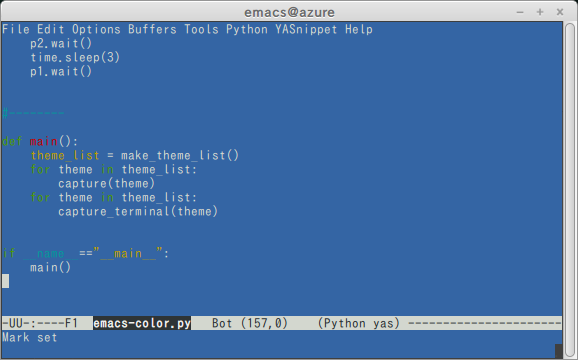 emacs@azure
File Edit Options Buffers Tools Python YASnippet Help
    p2.wait()
    time.sleep(3)
    p1.wait()
#--------
def main():
    theme_list = make_theme_list()
    for theme in theme_list:
        capture(theme)
    for theme in theme_list:
        capture_terminal(theme)
if __name__ =="__main__":
    main()
-UU-:----F1  emacs-color.py   Bot (157,0)    (Python yas) ----------------------
Mark set